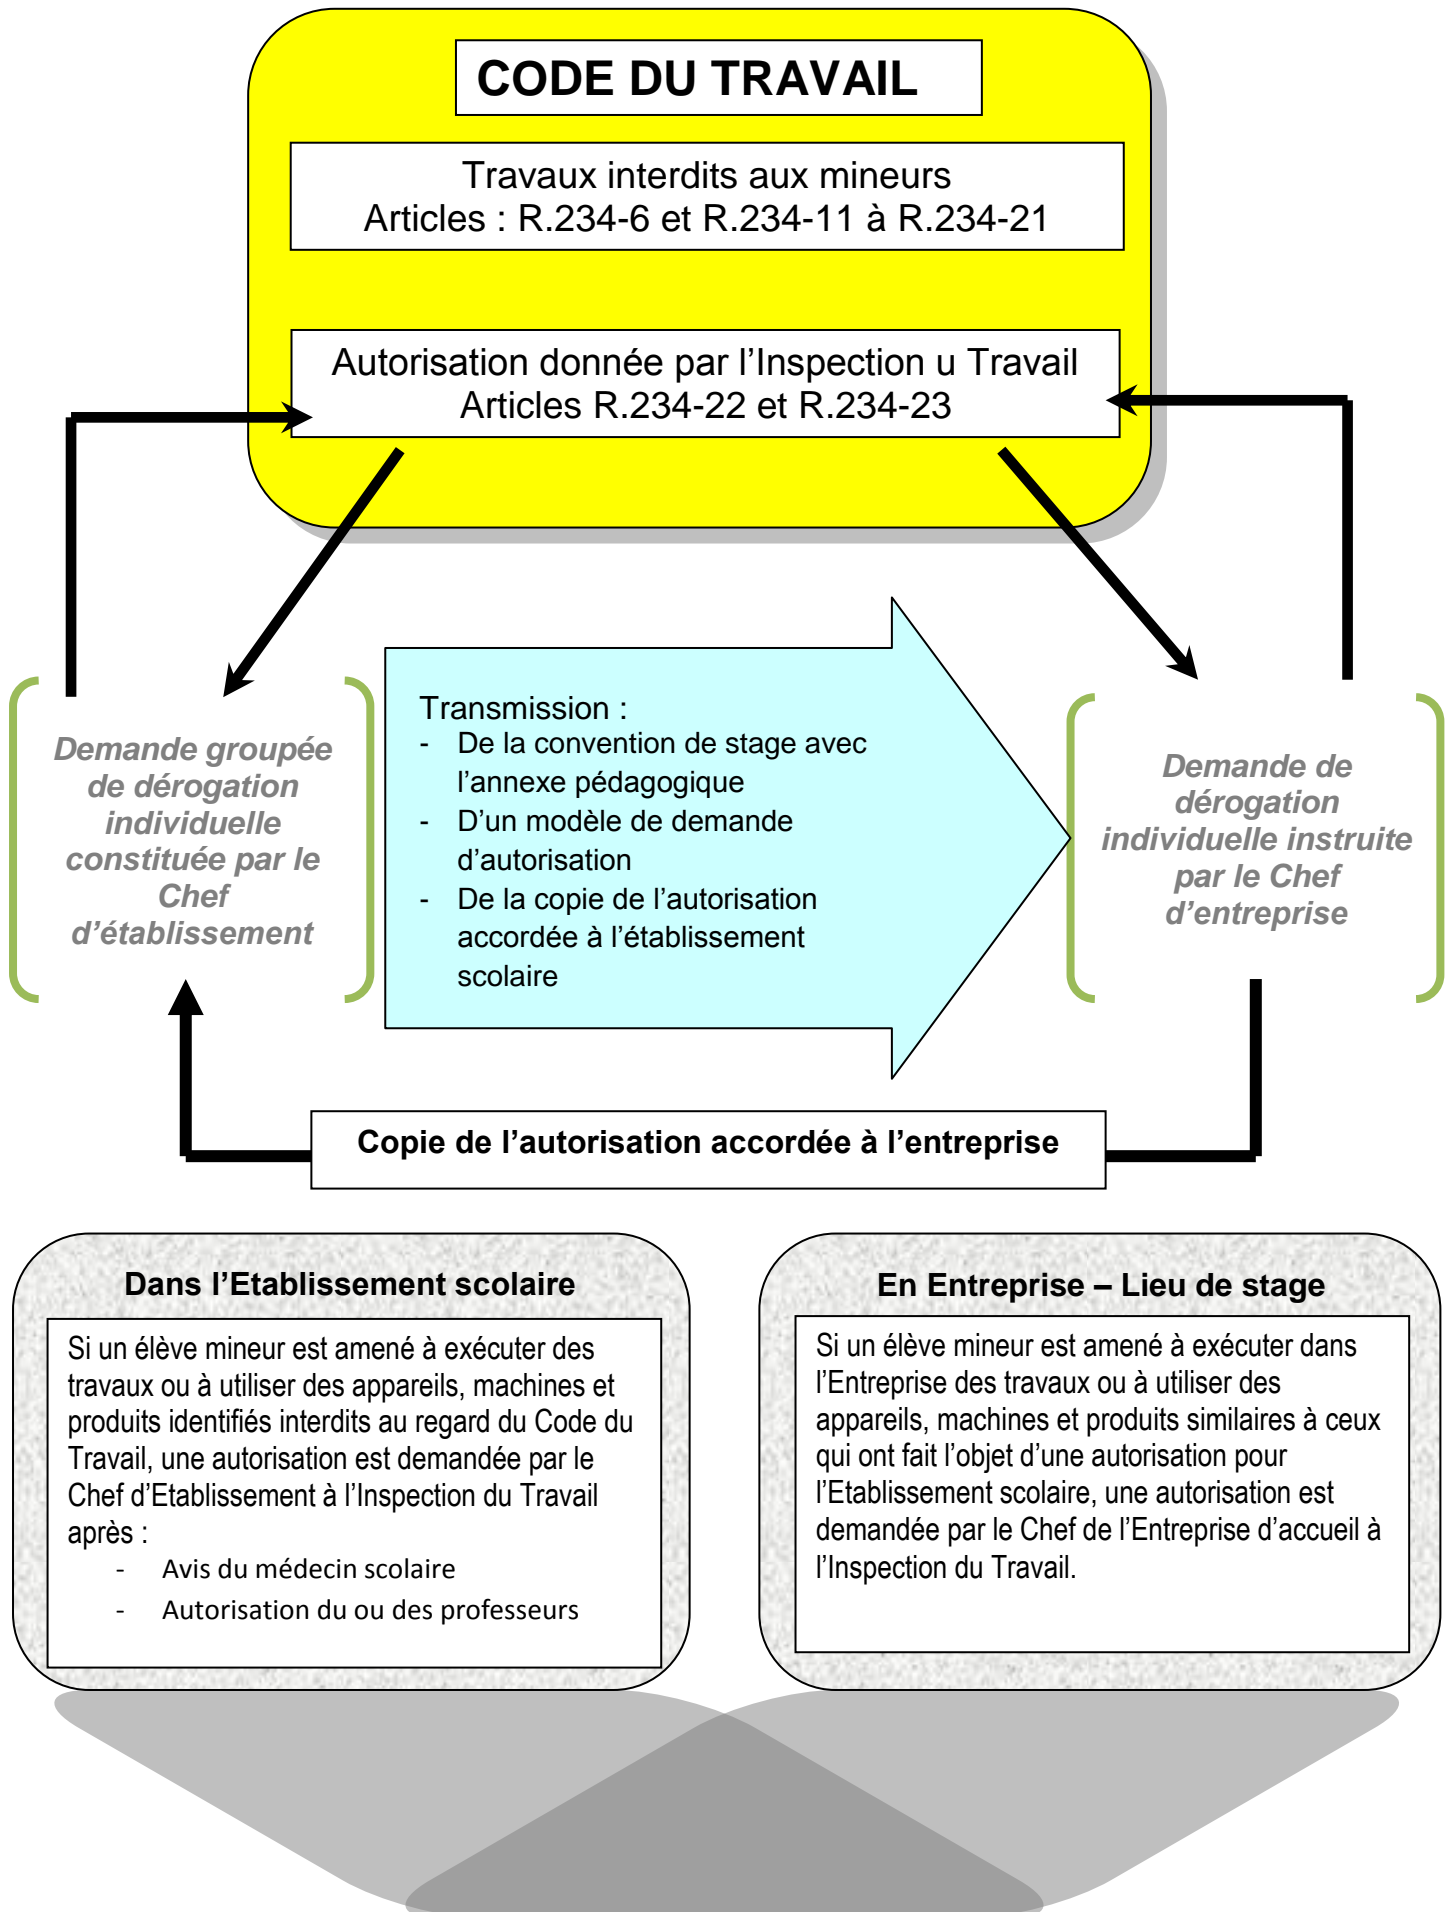 CODE DU TRAVAIL
Travaux interdits aux mineurs
Articles : R.234-6 et R.234-11 à R.234-21
Autorisation donnée par l’Inspection u Travail
Articles R.234-22 et R.234-23
Demande groupée
de dérogation
individuelle
constituée par le
Chef
d’établissement
Transmission :
- De la convention de stage avec
l’annexe pédagogique
- D’un modèle de demande
d’autorisation
- De la copie de l’autorisation
accordée à l’établissement
scolaire
Demande de
dérogation
individuelle instruite
par le Chef
d’entreprise
Copie de l’autorisation accordée à l’entreprise
Dans l’Etablissement scolaire
Si un élève mineur est amené à exécuter des
travaux ou à utiliser des appareils, machines et
produits identifiés interdits au regard du Code du
Travail, une autorisation est demandée par le
Chef d’Etablissement à l’Inspection du Travail
après :
- Avis du médecin scolaire
- Autorisation du ou des professeurs
En Entreprise – Lieu de stage
Si un élève mineur est amené à exécuter dans
l’Entreprise des travaux ou à utiliser des
appareils, machines et produits similaires à ceux
qui ont fait l’objet d’une autorisation pour
l’Etablissement scolaire, une autorisation est
demandée par le Chef de l’Entreprise d’accueil à
l’Inspection du Travail.